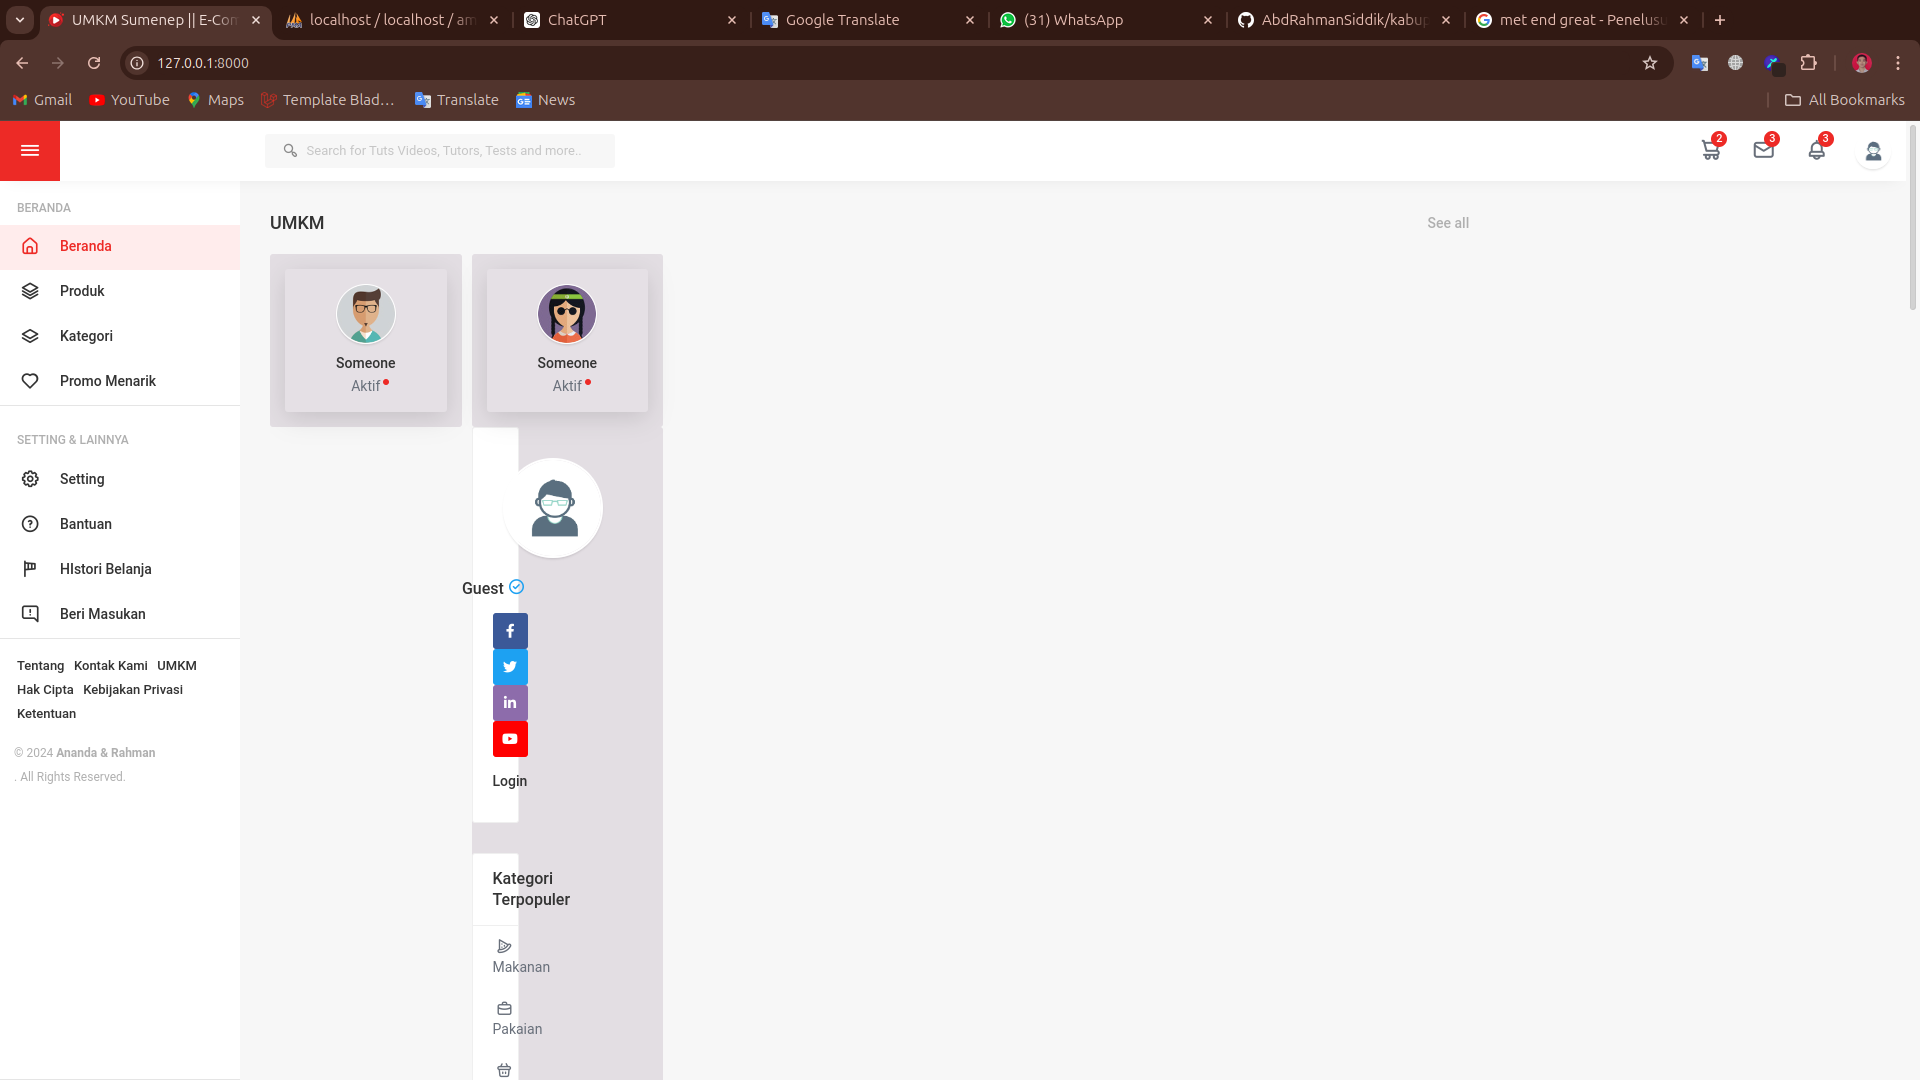 UMKM Sumenep || E-Com
localhost / localhost / am
ChatGPT
Google Translate
(31) WhatsApp
AbdRahmanSiddik/kabup
met end great - Penelusu
127.0.0.1:8000
Gmail
YouTube
Maps
Template Blad...
Translate
News
All Bookmarks
Search for Tuts Videos, Tutors, Tests and more..
2
3
3
BERANDA
Beranda
Produk
Kategori
Promo Menarik
SETTING & LAINNYA
Setting
Bantuan
HIstori Belanja
Beri Masukan
Tentang Kontak Kami UMKM
Hak Cipta Kebijakan Privasi
Ketentuan
© 2024 Ananda & Rahman
. All Rights Reserved.
UMKM
See all
Someone
Aktif
Someone
Aktif
Guest
Login
Kategori
Terpopuler
Makanan
Pakaian